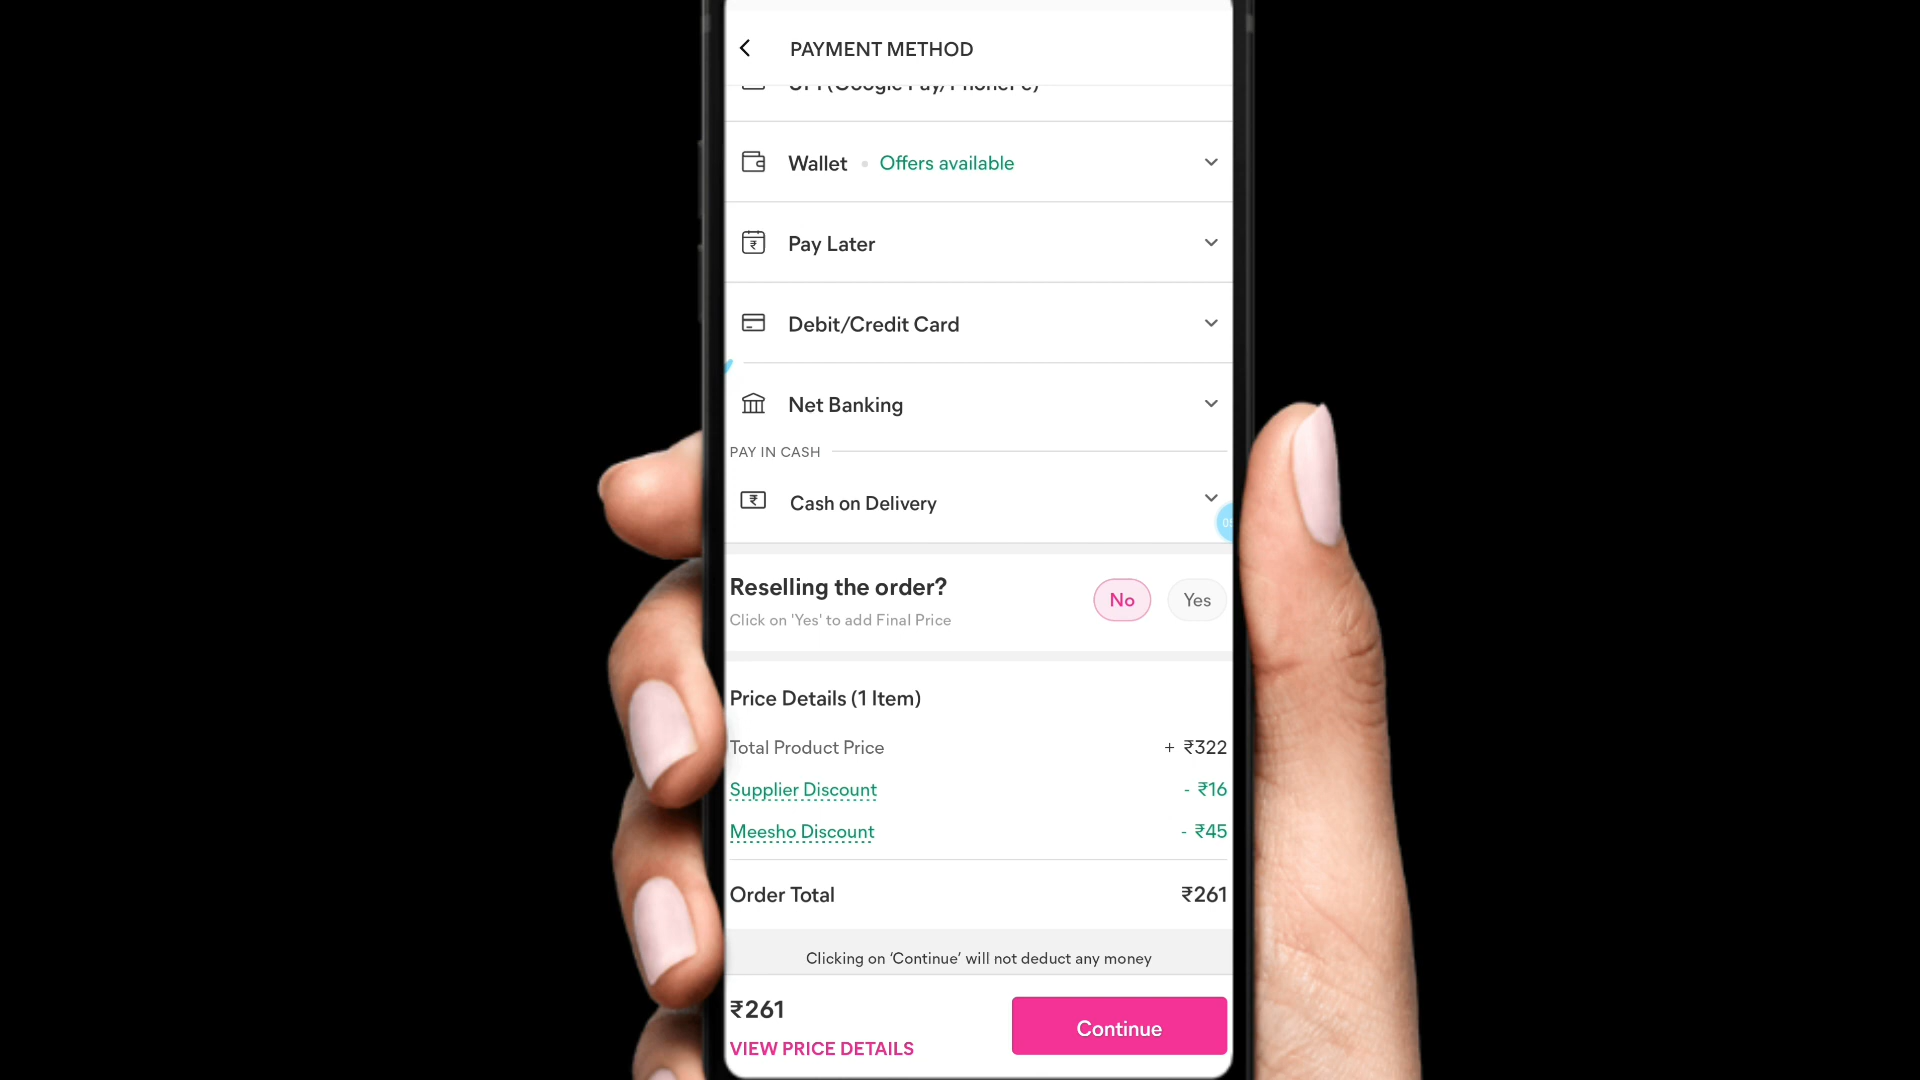 PAYMENT METHOD
(Google Pay/PhonePe)
Wallet • Offers available
Pay Later
Debit/Credit Card
Net Banking
PAY IN CASH
Cash on Delivery
Reselling the order?
No
Yes
Click on 'Yes' to add Final Price
Price Details (1 Item)
Total Product Price + ₹322
Supplier Discount - ₹16
Meesho Discount - ₹45
Order Total ₹261
Clicking on ‘Continue’ will not deduct any money
₹261
Continue
VIEW PRICE DETAILS